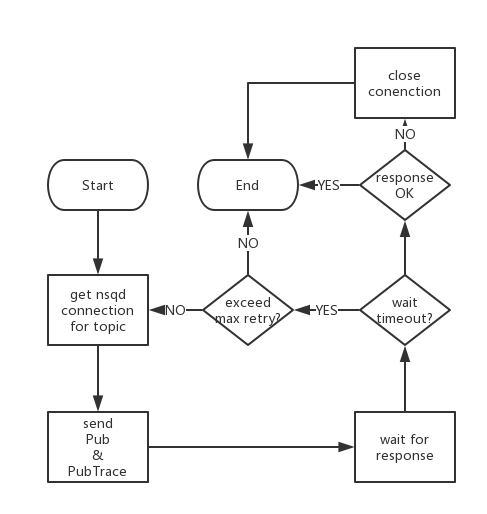 close
conenction
NO
Start
End
YES
response
OK
NO
get nsqd
connection
for topic
NO
exceed
max retry?
YES
wait
timeout?
send
Pub
&
PubTrace
wait for
response